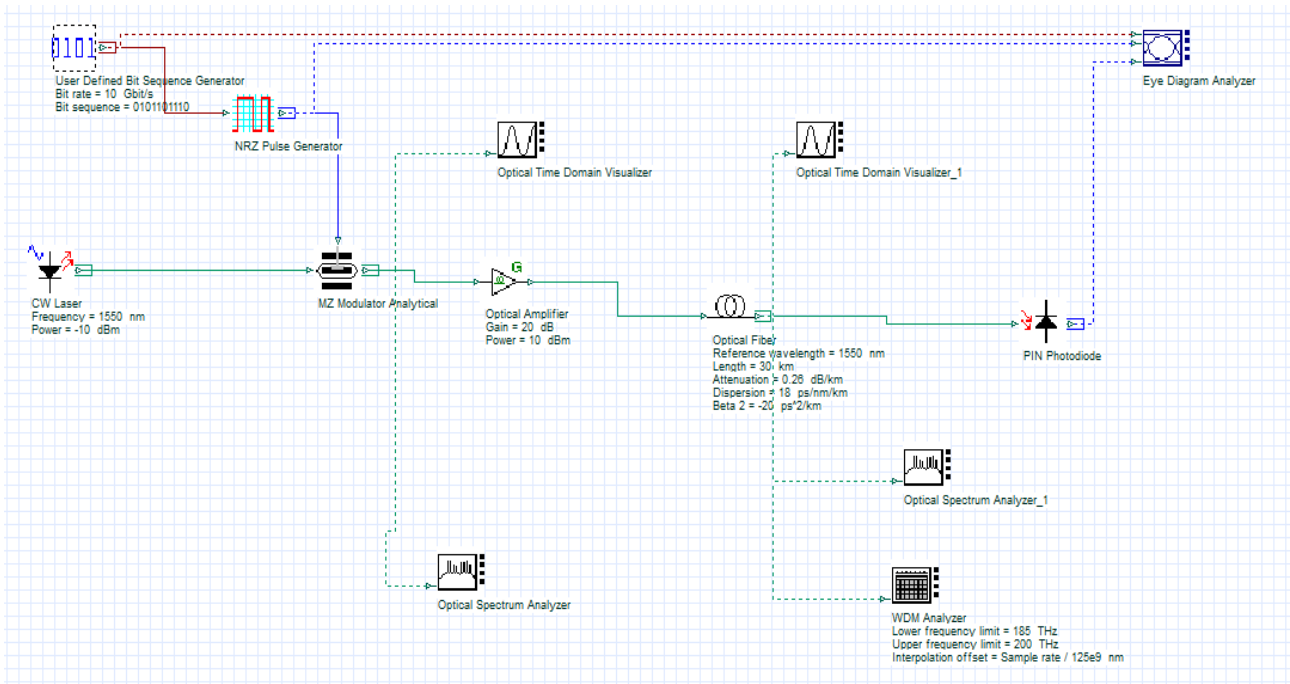 User Defined Bit Sequence Generator
Bit rate = 10 Gbit/s
Bit sequence = 0101101110
Eye Diagram Analyzer
NRZ Pulse Generator
Optical Time Domain Visualizer
Optical Time Domain Visualizer_1
CW Laser
Frequency = 1550 nm
Power = -10 dBm
MZ Modulator Analytical
G
Optical Amplifier
Gain = 20 dB
Power = 10 dBm
Optical Fiber
Reference wavelength = 1550 nm
Length = 30 km
Attenuation = 0.26 dB/km
Dispersion = 18 ps/nm/km
Beta 2 = -20 ps^2/km
PIN Photodiode
Optical Spectrum Analyzer_1
Optical Spectrum Analyzer
WDM Analyzer
Lower frequency limit = 185 THz
Upper frequency limit = 200 THz
Interpolation offset = Sample rate / 125e9 nm